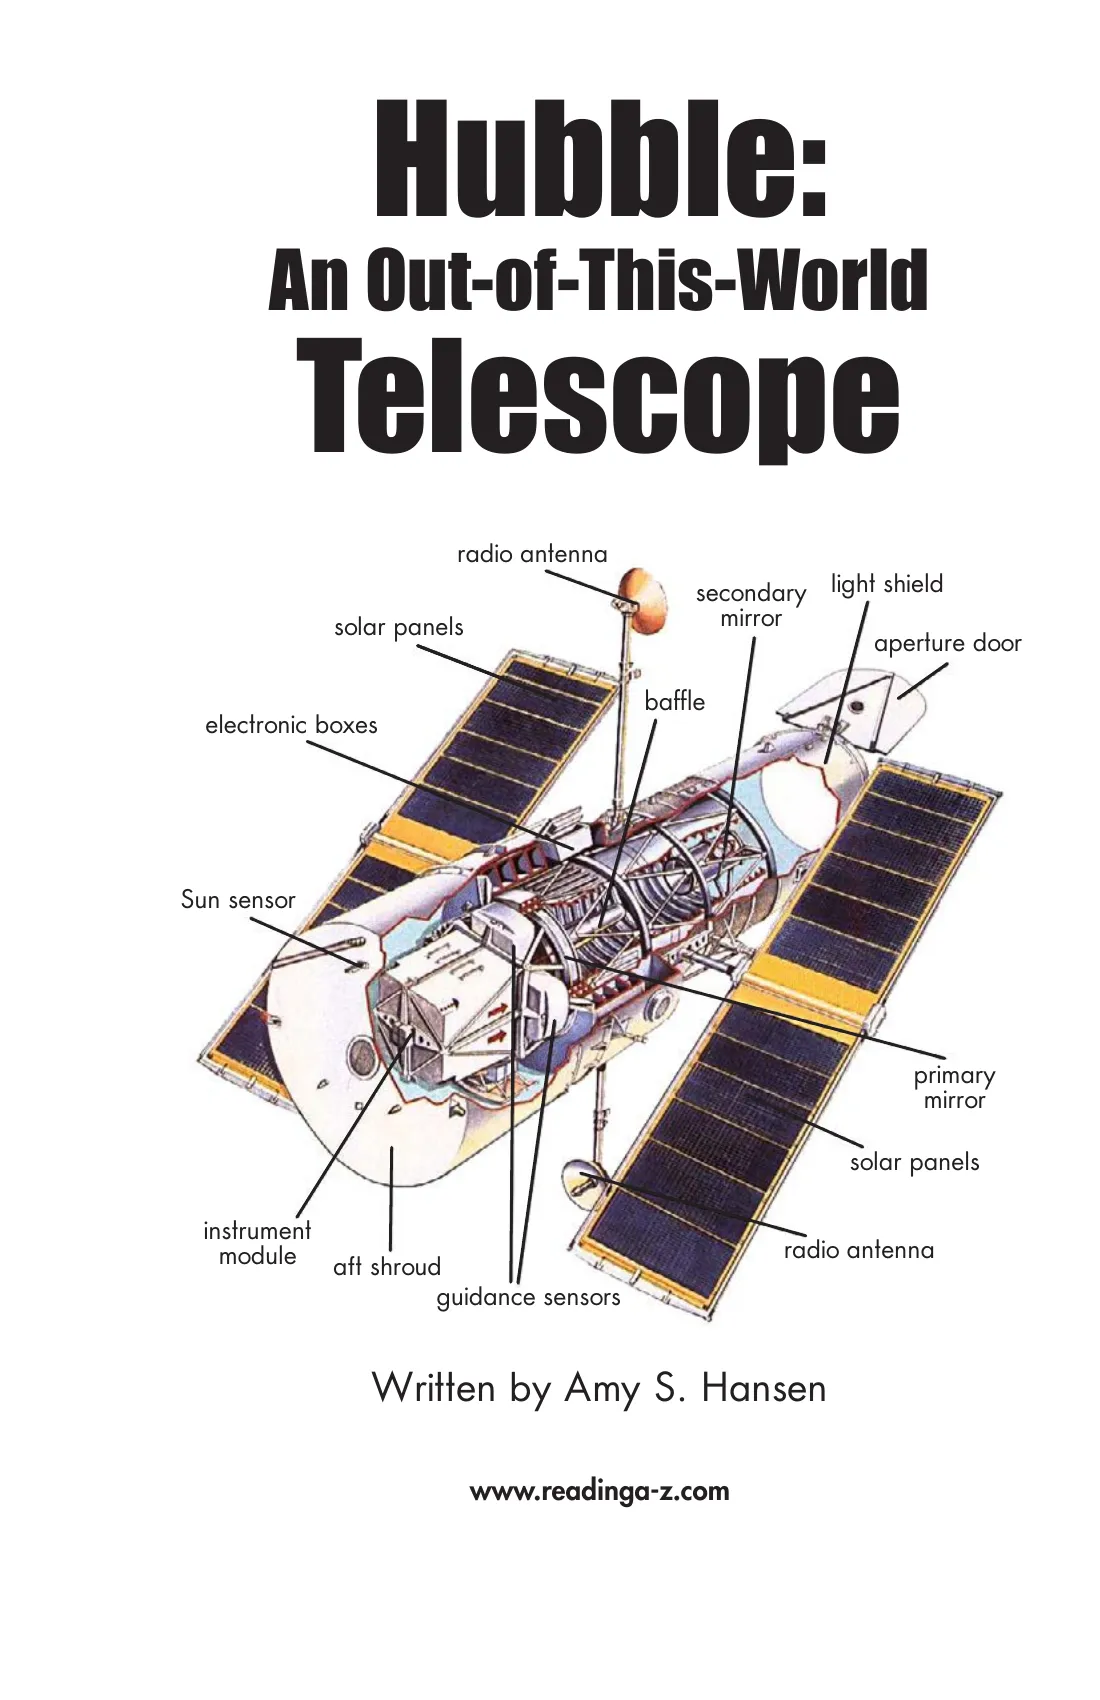 Hubble:
An Out-of-This-World
Telescope
radio antenna
secondary
mirror
light shield
solar panels
aperture door
baffle
electronic boxes
Sun sensor
primary
mirror
solar panels
instrument
module
aft shroud
radio antenna
guidance sensors
Written by Amy S. Hansen
www.readinga-z.com